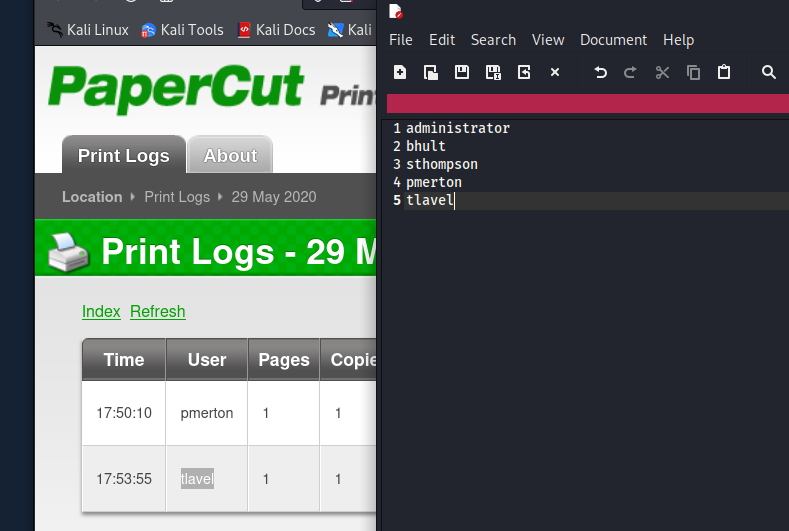 Kali Linux Kali Tools Kali Docs Kali
PaperCut Prin
Print Logs About
Location Print Logs 29 May 2020
Print Logs - 29 M
Index Refresh
Time User Pages Copie
17:50:10 pmerton 1 1
17:53:55 tlavel 1 1
File Edit Search View Document Help
1 administrator
2 bhult
3 sthompson
4 pmerton
5 tlavel